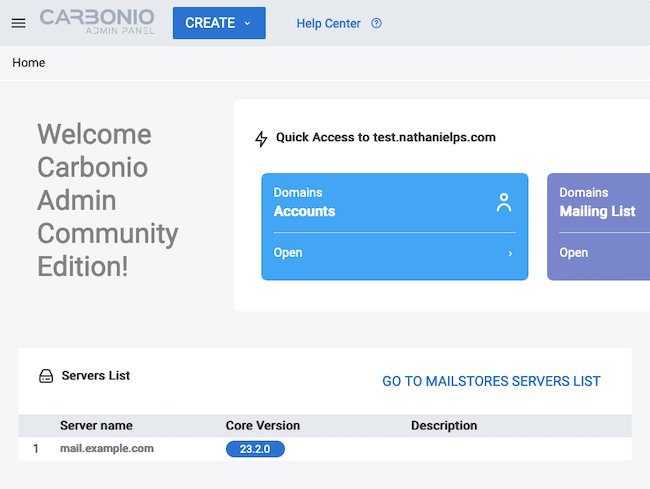 CARBONIO
ADMIN PANEL
CREATE
Help Center
Home
Welcome
Carbonio
Admin
Community
Edition!
Quick Access to test.nathanielps.com
Domains
Accounts
Open
Domains
Mailing List
Open
Servers List
GO TO MAILSTORES SERVERS LIST
Server name Core Version Description
1 mail.example.com 23.2.0